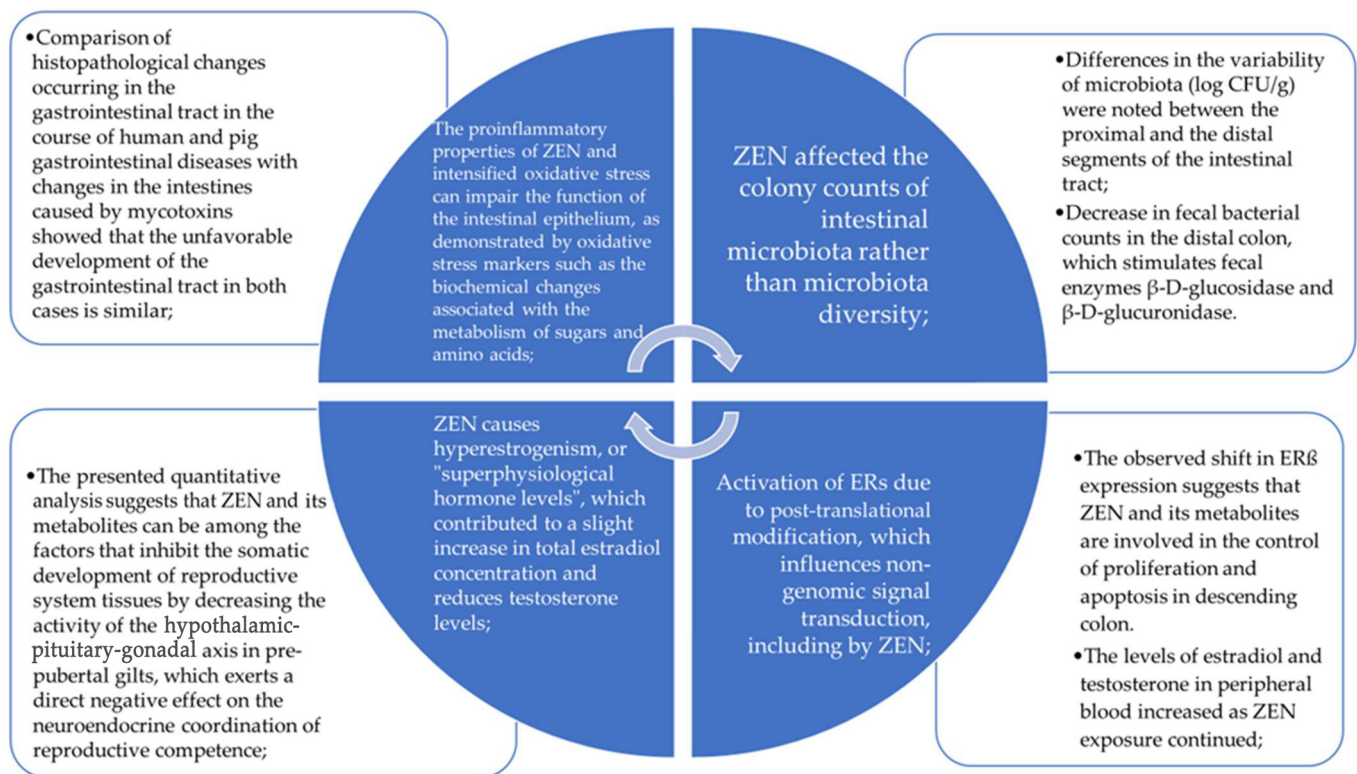 •Comparison of
histopathological changes
occurring in the
gastrointestinal tract in the
course of human and pig
gastrointestinal diseases with
changes in the intestines
caused by mycotoxins
showed that the unfavorable
development of the
gastrointestinal tract in both
cases is similar;
The proinflammatory
properties of ZEN and
intensified oxidative stress
can impair the function of
the intestinal epithelium, as
demonstrated by oxidative
stress markers such as the
biochemical changes
associated with the
metabolism of sugars and
amino acids;
ZEN affected the
colony counts of
intestinal
microbiota rather
than microbiota
diversity;
•Differences in the variability
of microbiota (log CFU/g)
were noted between the
proximal and the distal
segments of the intestinal
tract;
•Decrease in fecal bacterial
counts in the distal colon,
which stimulates fecal
enzymes β-D-glucosidase and
β-D-glucuronidase.
•The presented quantitative
analysis suggests that ZEN and its
metabolites can be among the
factors that inhibit the somatic
development of reproductive
system tissues by decreasing the
activity of the hypothalamic-
pituitary-gonadal axis in pre-
pubertal gilts, which exerts a
direct negative effect on the
neuroendocrine coordination of
reproductive competence;
ZEN causes
hyperestrogenism, or
"superphysiological
hormone levels", which
contributed to a slight
increase in total estradiol
concentration and
reduces testosterone
levels;
Activation of ERs due
to post-translational
modification, which
influences non-
genomic signal
transduction,
including by ZEN;
•The observed shift in ERß
expression suggests that
ZEN and its metabolites
are involved in the control
of proliferation and
apoptosis in descending
colon.
•The levels of estradiol and
testosterone in peripheral
blood increased as ZEN
exposure continued;